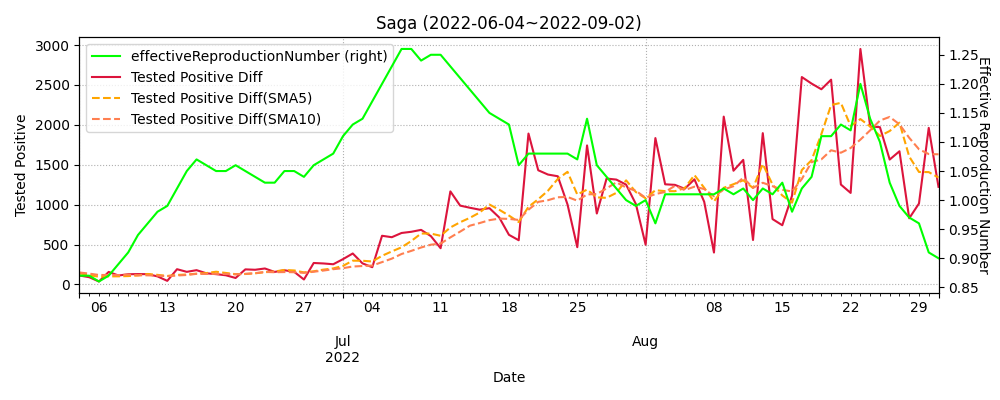 Saga (2022-06-04~2022-09-02)
effectiveReproductionNumber (right)
Tested Positive Diff
Tested Positive Diff(SMA5)
Tested Positive Diff(SMA10)
Tested Positive
3000
2500
2000
1500
1000
500
0
Effective Reproduction Number
1.25
1.20
1.15
1.10
1.05
1.00
0.95
0.90
0.85
06 13 20 27 04 11 18 25 08 15 22 29
Jul Aug
2022
Date